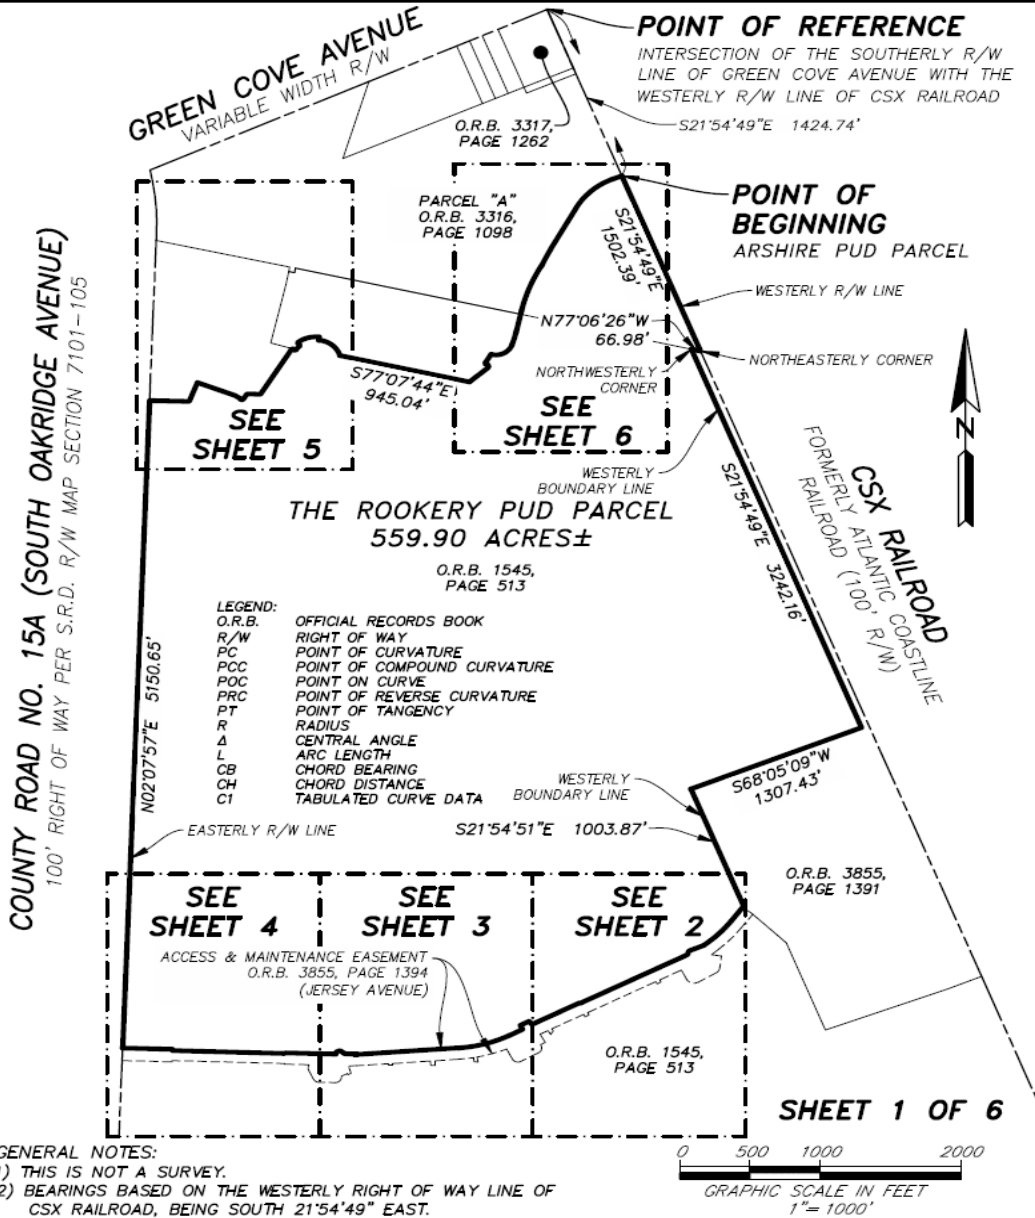 GREEN COVE AVENUE
VARIABLE WIDTH R/W
POINT OF REFERENCE
INTERSECTION OF THE SOUTHERLY R/W
LINE OF GREEN COVE AVENUE WITH THE
WESTERLY R/W LINE OF CSX RAILROAD
S21°54'49"E 1424.74'
O.R.B. 3317,
PAGE 1262
PARCEL "A"
O.R.B. 3316,
PAGE 1098
POINT OF
BEGINNING
ARSHIRE PUD PARCEL
S21°54'49"E
1502.39'
WESTERLY R/W LINE
N77°06'26"W
66.98'
NORTHEASTERLY CORNER
NORTHWESTERLY
CORNER
S77°07'44"E
945.04'
SEE
SHEET 5
SEE
SHEET 6
WESTERLY
BOUNDARY LINE
N
COUNTY ROAD NO. 15A (SOUTH OAKRIDGE AVENUE)
100' RIGHT OF WAY PER S.R.D. R/W MAP SECTION 7101-105
THE ROOKERY PUD PARCEL
559.90 ACRES±
O.R.B. 1545,
PAGE 513
S21°54'49"E 3242.16'
CSX RAILROAD
FORMERLY ATLANTIC COASTLINE
RAILROAD (100' R/W)
LEGEND:
O.R.B. OFFICIAL RECORDS BOOK
R/W RIGHT OF WAY
PC POINT OF CURVATURE
PCC POINT OF COMPOUND CURVATURE
POC POINT ON CURVE
PRC POINT OF REVERSE CURVATURE
PT POINT OF TANGENCY
R RADIUS
Δ CENTRAL ANGLE
L ARC LENGTH
CB CHORD BEARING
CH CHORD DISTANCE
C1 TABULATED CURVE DATA
N02°07'57"E 5150.65'
EASTERLY R/W LINE
WESTERLY
BOUNDARY LINE
S68°05'09"W
1307.43'
S21°54'51"E 1003.87'
O.R.B. 3855,
PAGE 1391
SEE
SHEET 4
SEE
SHEET 3
SEE
SHEET 2
ACCESS & MAINTENANCE EASEMENT
O.R.B. 3855, PAGE 1394
(JERSEY AVENUE)
O.R.B. 1545,
PAGE 513
SHEET 1 OF 6
GENERAL NOTES:
) THIS IS NOT A SURVEY.
2) BEARINGS BASED ON THE WESTERLY RIGHT OF WAY LINE OF
CSX RAILROAD, BEING SOUTH 21°54'49" EAST.
0 500 1000 2000
GRAPHIC SCALE IN FEET
1"= 1000'